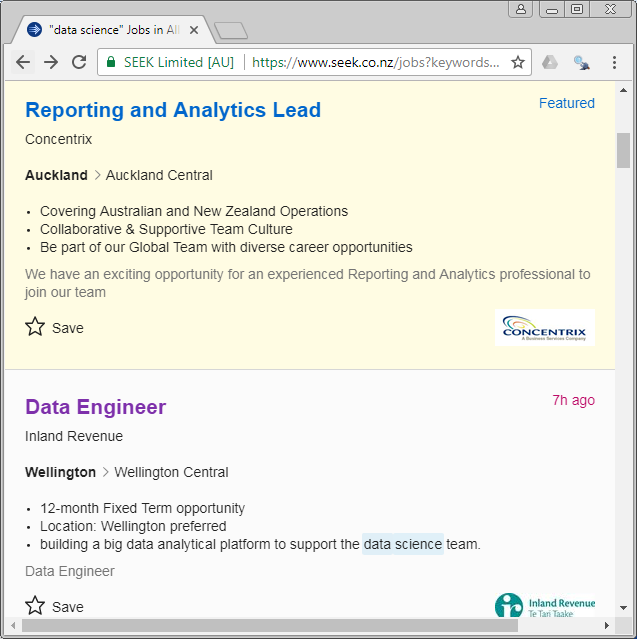 "data science" Jobs in All
SEEK Limited [AU] https://www.seek.co.nz/jobs?keywords...
Reporting and Analytics Lead
Featured
Concentrix
Auckland > Auckland Central
• Covering Australian and New Zealand Operations
• Collaborative & Supportive Team Culture
• Be part of our Global Team with diverse career opportunities
We have an exciting opportunity for an experienced Reporting and Analytics professional to
join our team
Save
CONCENTRIX
A Business Services Company
Data Engineer
7h ago
Inland Revenue
Wellington > Wellington Central
• 12-month Fixed Term opportunity
• Location: Wellington preferred
• building a big data analytical platform to support the data science team.
Data Engineer
Save
Inland Revenue
Te Tari Taake